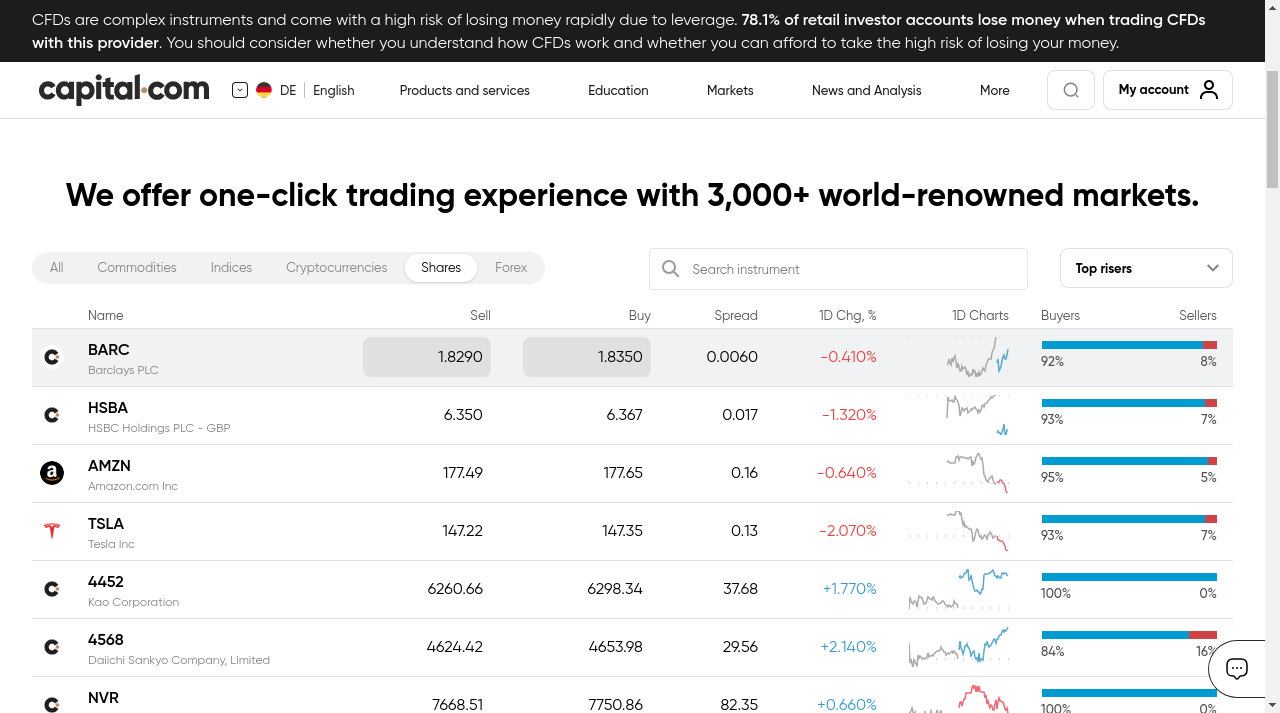 CFDs are complex instruments and come with a high risk of losing money rapidly due to leverage. 78.1% of retail investor accounts lose money when trading CFDs
with this provider. You should consider whether you understand how CFDs work and whether you can afford to take the high risk of losing your money.
capital.com DE English Products and services Education Markets News and Analysis More My account
We offer one-click trading experience with 3,000+ world-renowned markets.
All Commodities Indices Cryptocurrencies Shares Forex Search instrument Top risers
Name Sell Buy Spread 1D Chg, % 1D Charts Buyers Sellers
BARC 1.8290 1.8350 0.0060 -0.410%
Barclays PLC 92% 8%
HSBA 6.350 6.367 0.017 -1.320%
HSBC Holdings PLC - GBP 93% 7%
AMZN 177.49 177.65 0.16 -0.640%
Amazon.com Inc 95% 5%
TSLA 147.22 147.35 0.13 -2.070%
Tesla Inc 93% 7%
4452 6260.66 6298.34 37.68 +1.770%
Kao Corporation 100% 0%
4568 4624.42 4653.98 29.56 +2.140%
Daiichi Sankyo Company, Limited 84% 16%
NVR 7668.51 7750.86 82.35 +0.660%
100% 0%